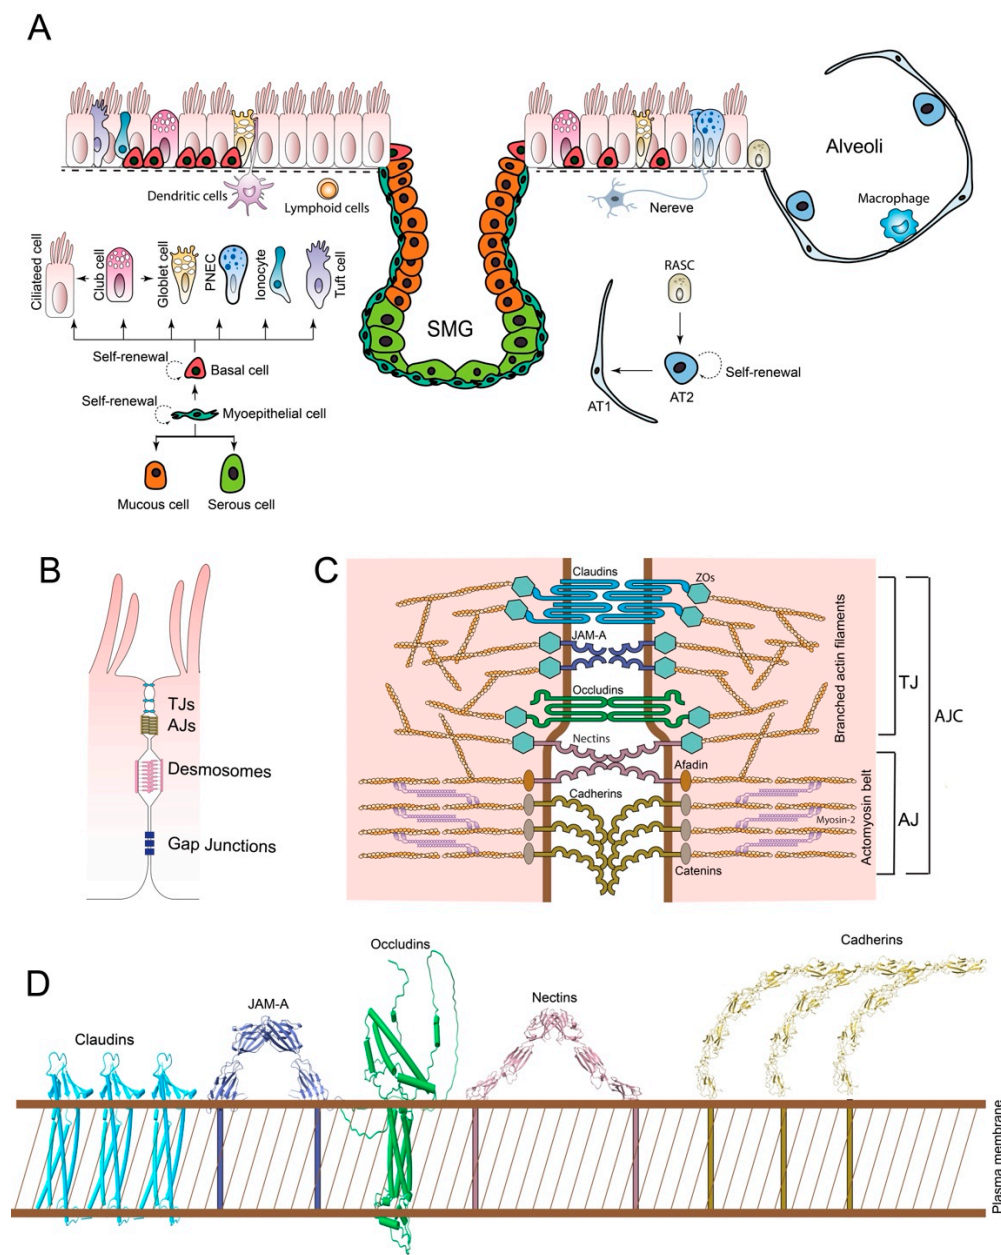 A
Dendritic cells
Lymphoid cells
Nereve
Alveoli
Macrophage
Ciliateed cell
Club cell
Globlet cell
PNEC
Ionocyte
Tuft cell
SMG
RASC
Self-renewal
Basal cell
Self-renewal
AT1
AT2
Self-renewal
Myoepithelial cell
Mucous cell
Serous cell
B
TJs
AJs
Desmosomes
Gap Junctions
C
Claudins
ZOs
JAM-A
Occludins
Nectins
Afadin
Cadherins
Myosin-2
Catenins
Branched actin filaments
Actomyosin belt
TJ
AJ
AJC
D
Claudins
JAM-A
Occludins
Nectins
Cadherins
Plasma membrane